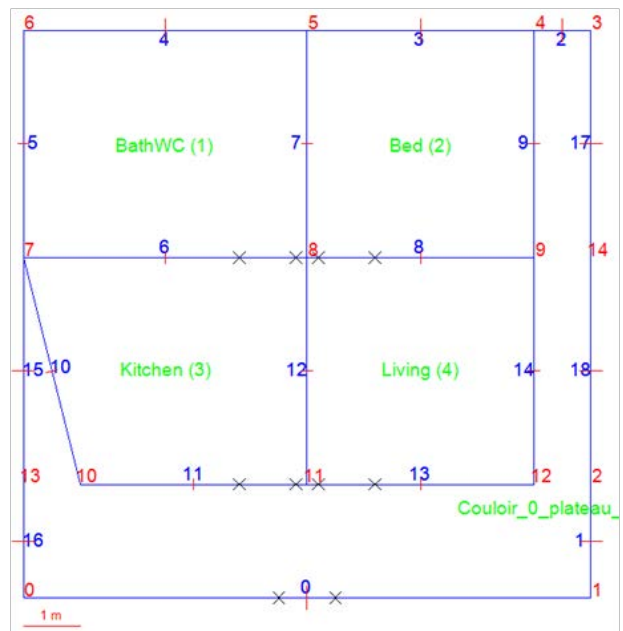 6 5 4 3
4 3 2
5 BathWC (1) 7 Bed (2) 9 17
7 6 8 8 9 14
15 10 Kitchen (3) 12 Living (4) 14 18
13 10 11 11 13 12 2
Couloir_0_plateau_
16 1
0 0 1
1 m